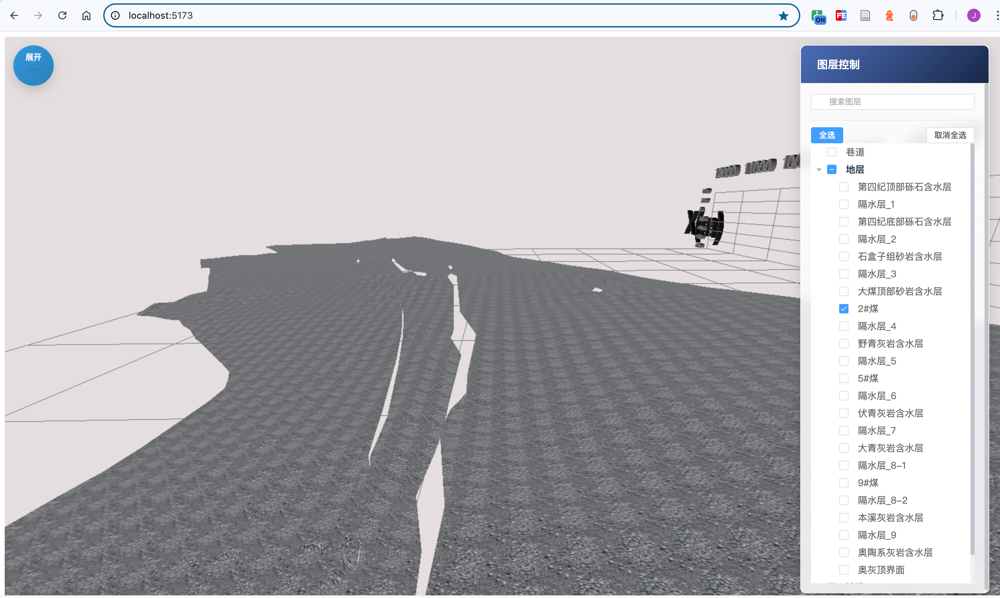 localhost:5173
ON
FE
J
展开
图层控制
搜索图层
全选
取消全选
巷道
地层
第四纪顶部砾石含水层
隔水层_1
第四纪底部砾石含水层
隔水层_2
石盒子组砂岩含水层
隔水层_3
大煤顶部砂岩含水层
2#煤
隔水层_4
野青灰岩含水层
隔水层_5
5#煤
隔水层_6
伏青灰岩含水层
隔水层_7
大青灰岩含水层
隔水层_8-1
9#煤
隔水层_8-2
本溪灰岩含水层
隔水层_9
奥陶系灰岩含水层
奥灰顶界面
12000 11000
X